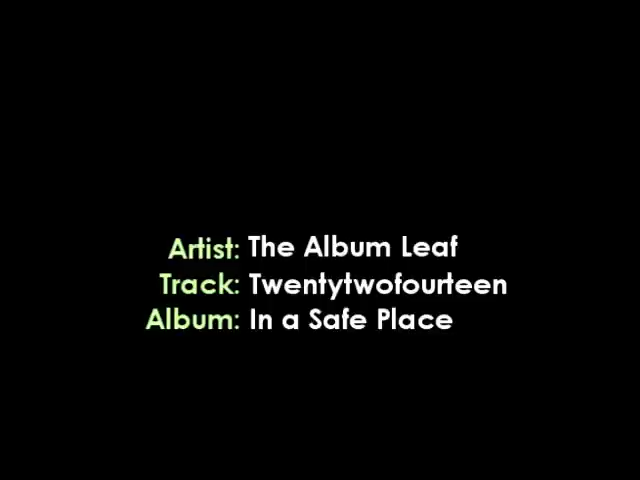 Artist: The Album Leaf
Track: Twentytwofourteen
Album: In a Safe Place